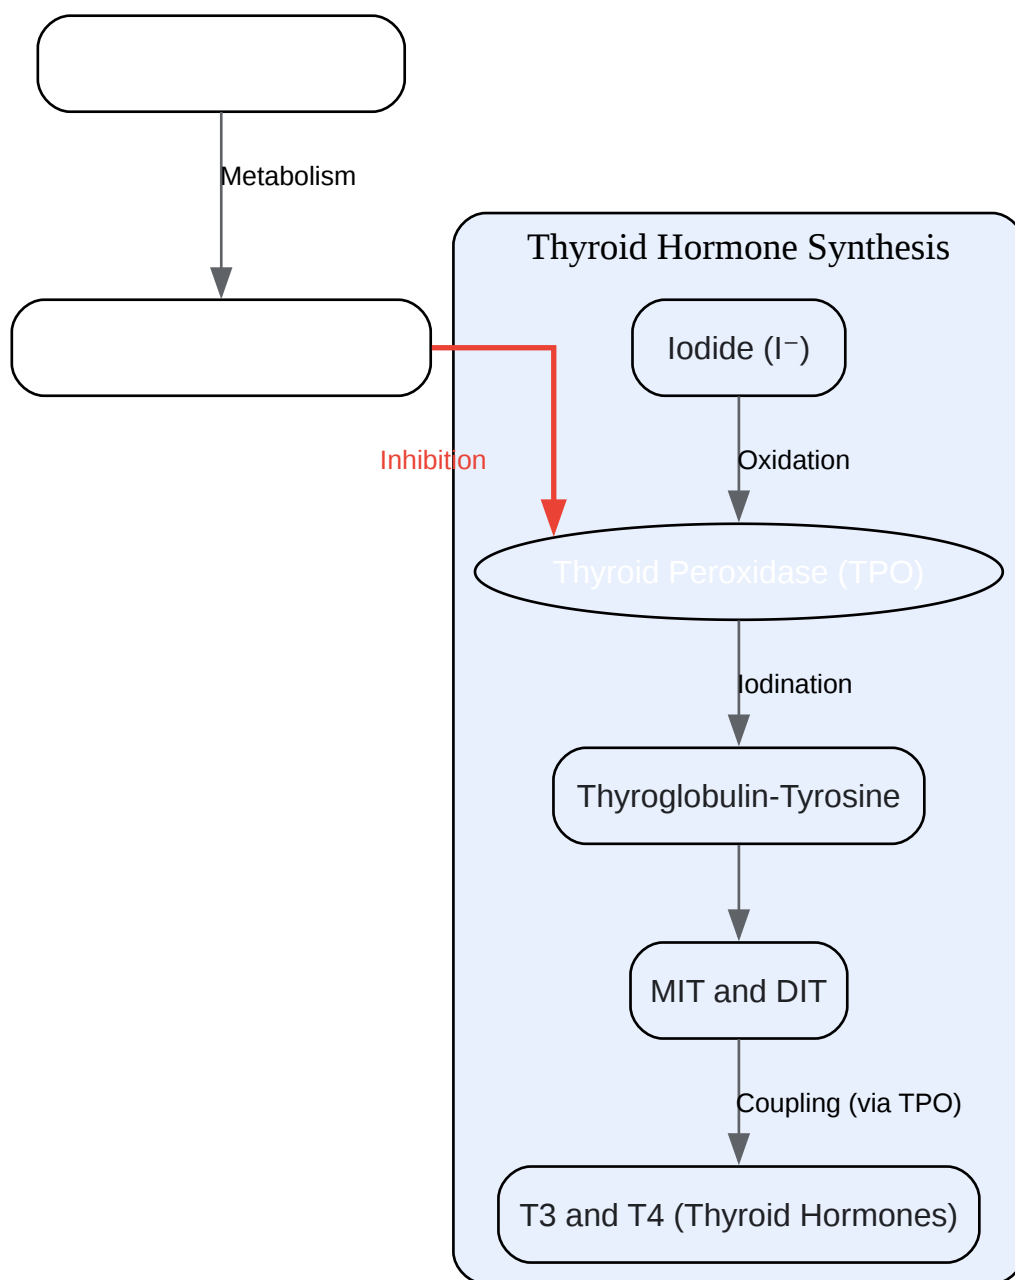 Metabolism
Thyroid Hormone Synthesis
Iodide (I⁻)
Inhibition
Oxidation
Thyroid Peroxidase (TPO)
Iodination
Thyroglobulin-Tyrosine
MIT and DIT
Coupling (via TPO)
T3 and T4 (Thyroid Hormones)